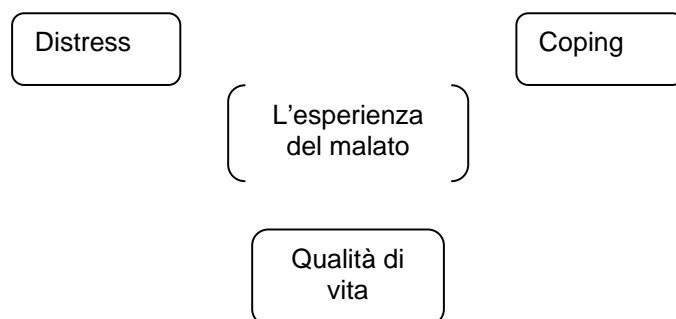 Distress
Coping
L’esperienza
del malato
Qualità di
vita